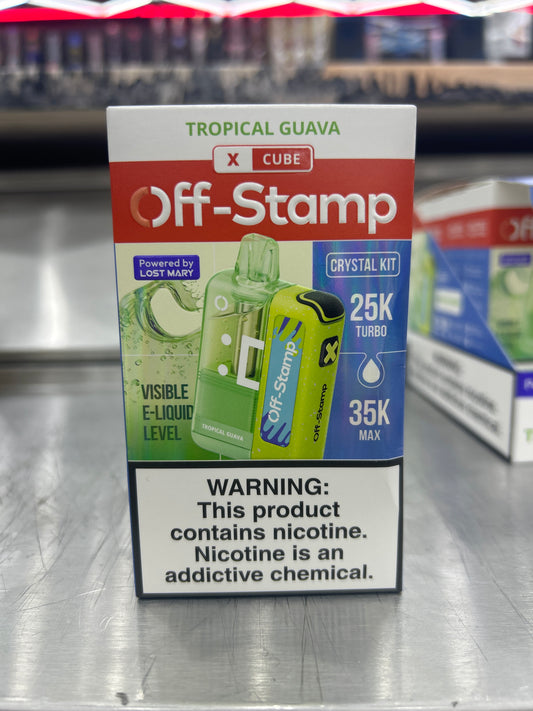 TROPICAL GUAVA
X CUBE
Off-Stamp
Powered by
LOST MARY
CRYSTAL KIT
25K
TURBO
35K
MAX
VISIBLE
E-LIQUID
LEVEL
TROPICAL GUAVA
Off-Stamp
X
Off-Stamp
WARNING:
This product
contains nicotine.
Nicotine is an
addictive chemical.